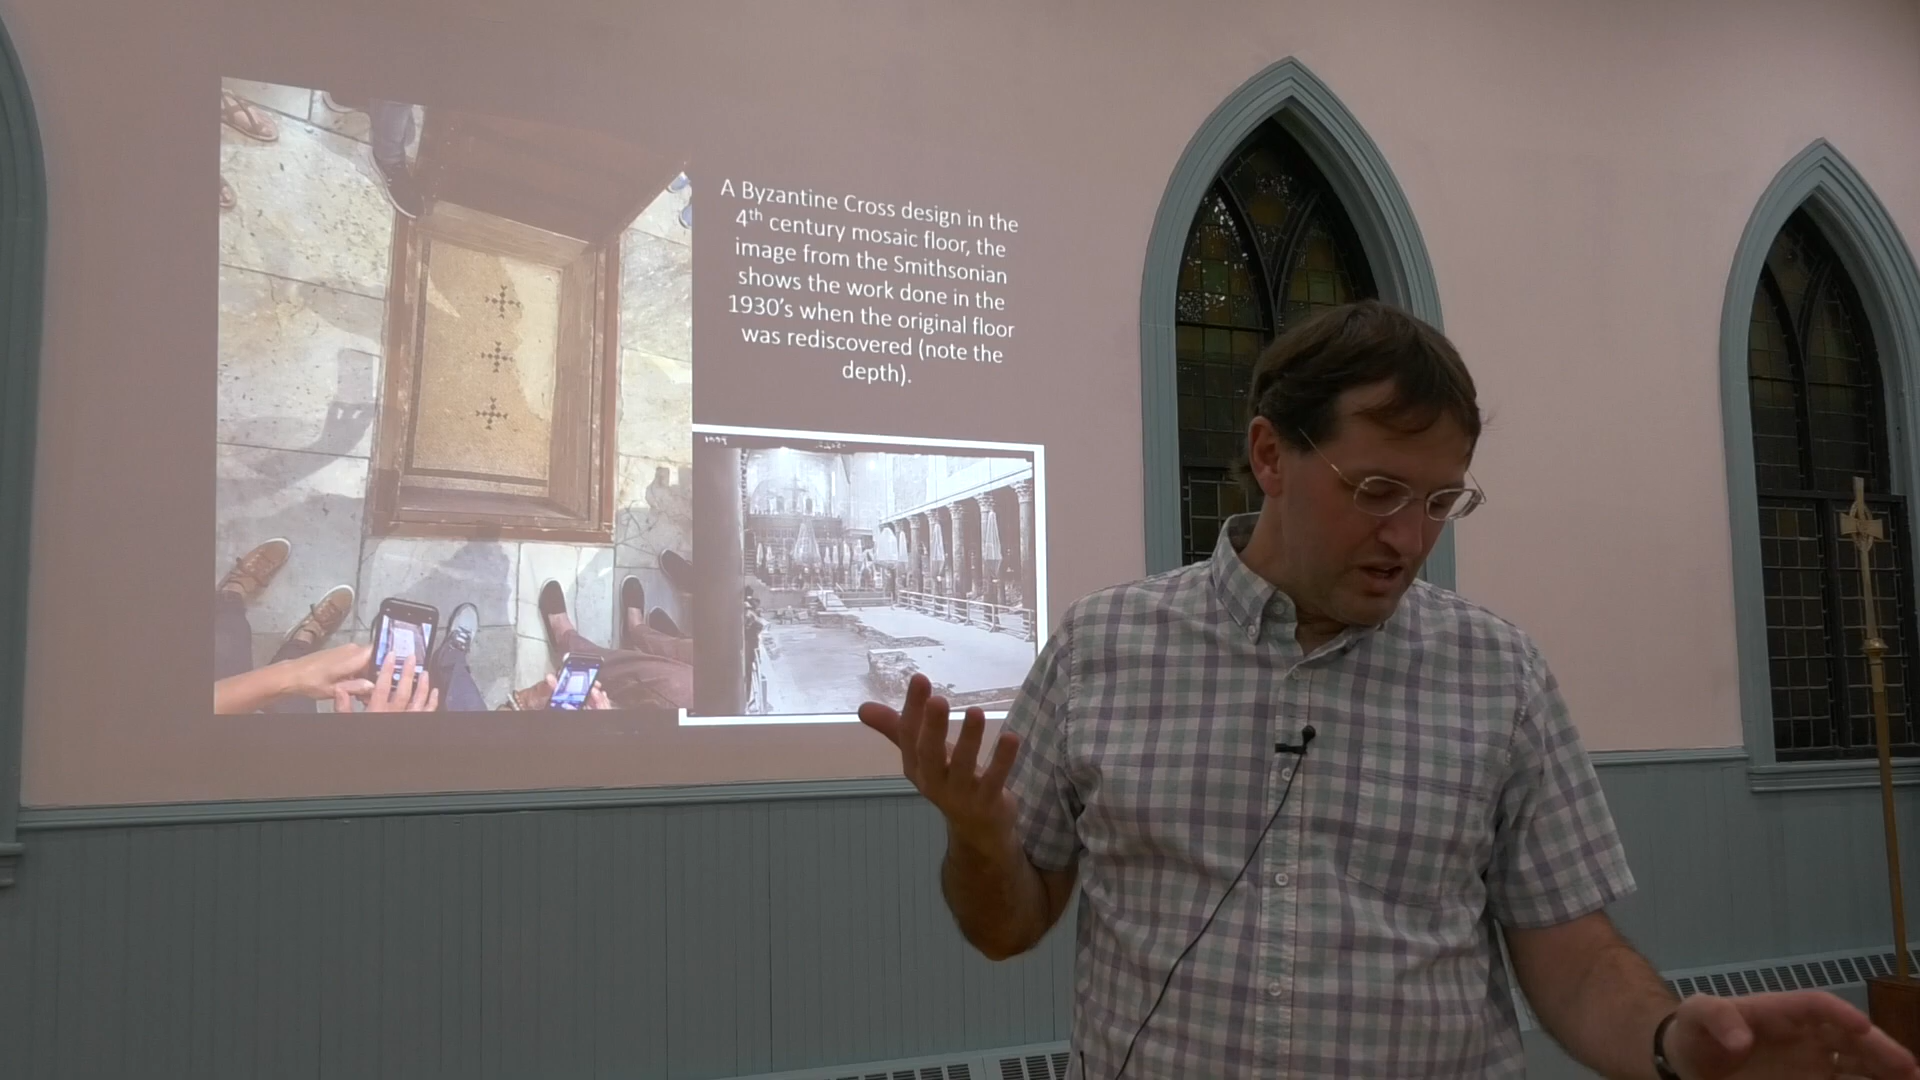 A Byzantine Cross design in the
4th century mosaic floor, the
image from the Smithsonian
shows the work done in the
1930's when the original floor
was rediscovered (note the
depth).